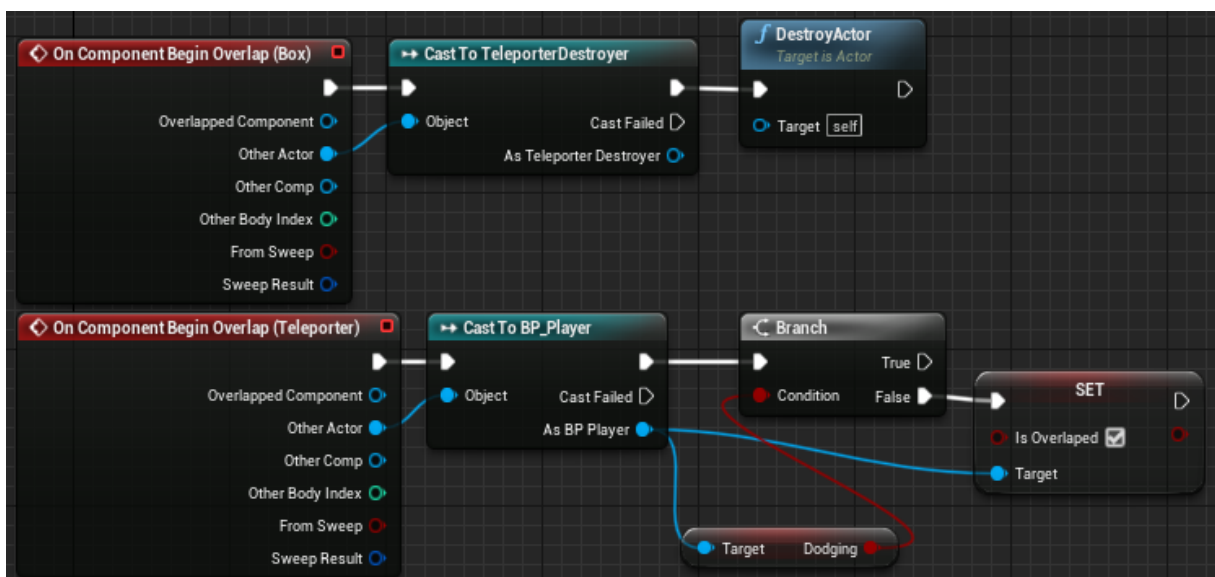 On Component Begin Overlap (Box)
Overlapped Component
Other Actor
Other Comp
Other Body Index
From Sweep
Sweep Result
Cast To TeleporterDestroyer
Object
Cast Failed
As Teleporter Destroyer
DestroyActor
Target is Actor
Target self
On Component Begin Overlap (Teleporter)
Overlapped Component
Other Actor
Other Comp
Other Body Index
From Sweep
Sweep Result
Cast To BP_Player
Object
Cast Failed
As BP Player
Branch
True
Condition
False
Target
Dodging
SET
Is Overlaped
Target